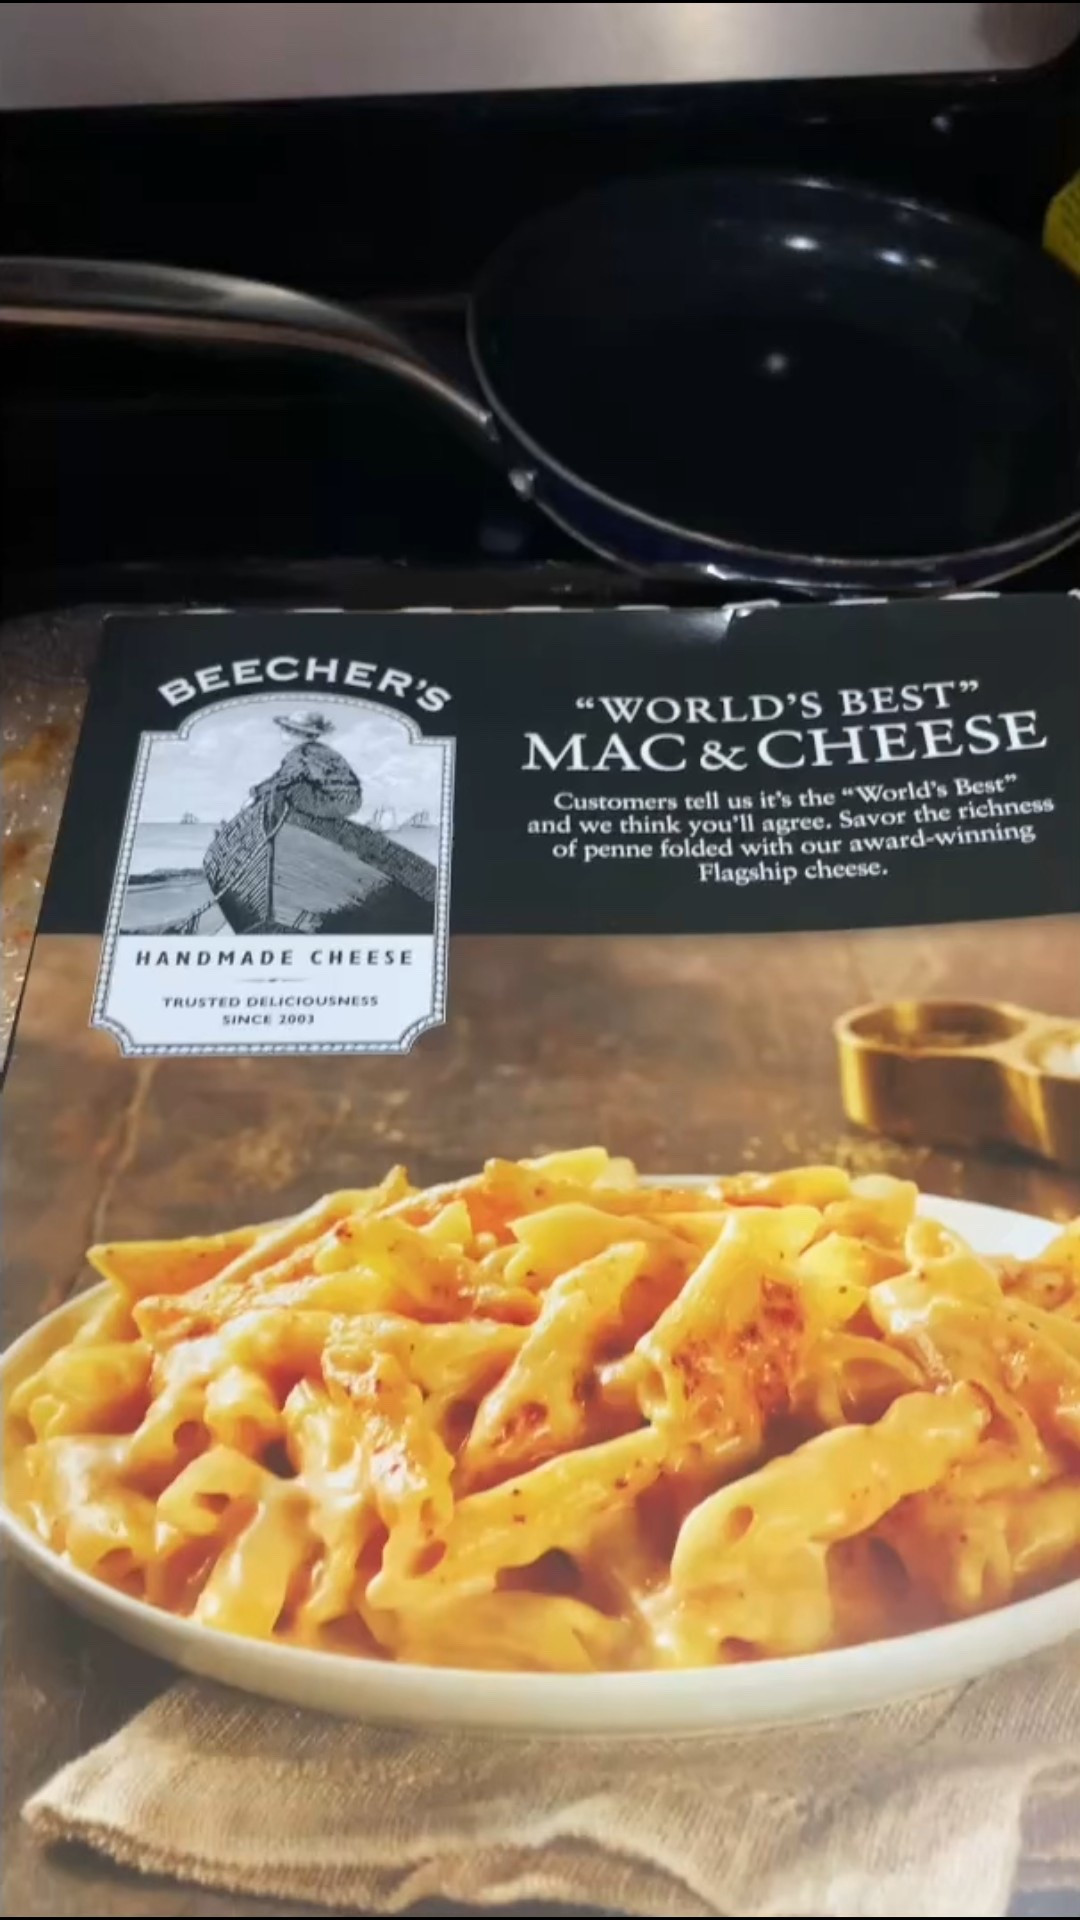 BEECHER'S
HANDMADE CHEESE
TRUSTED DELICIOUSNESS
SINCE 2003
“WORLD'S BEST”
MAC & CHEESE
Customers tell us it's the “World's Best”
and we think you'll agree. Savor the richness
of penne folded with our award-winning
Flagship cheese.